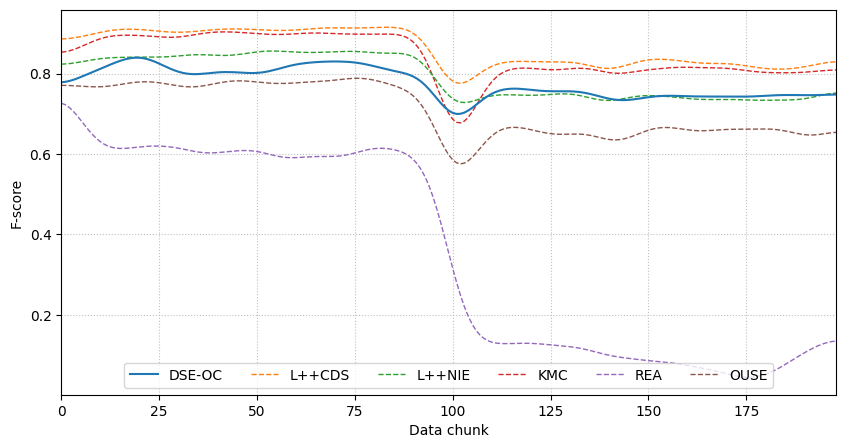 F-score
0.8
0.6
0.4
0.2
DSE-OC L++CDS L++NIE KMC REA OUSE
0 25 50 75 100 125 150 175
Data chunk